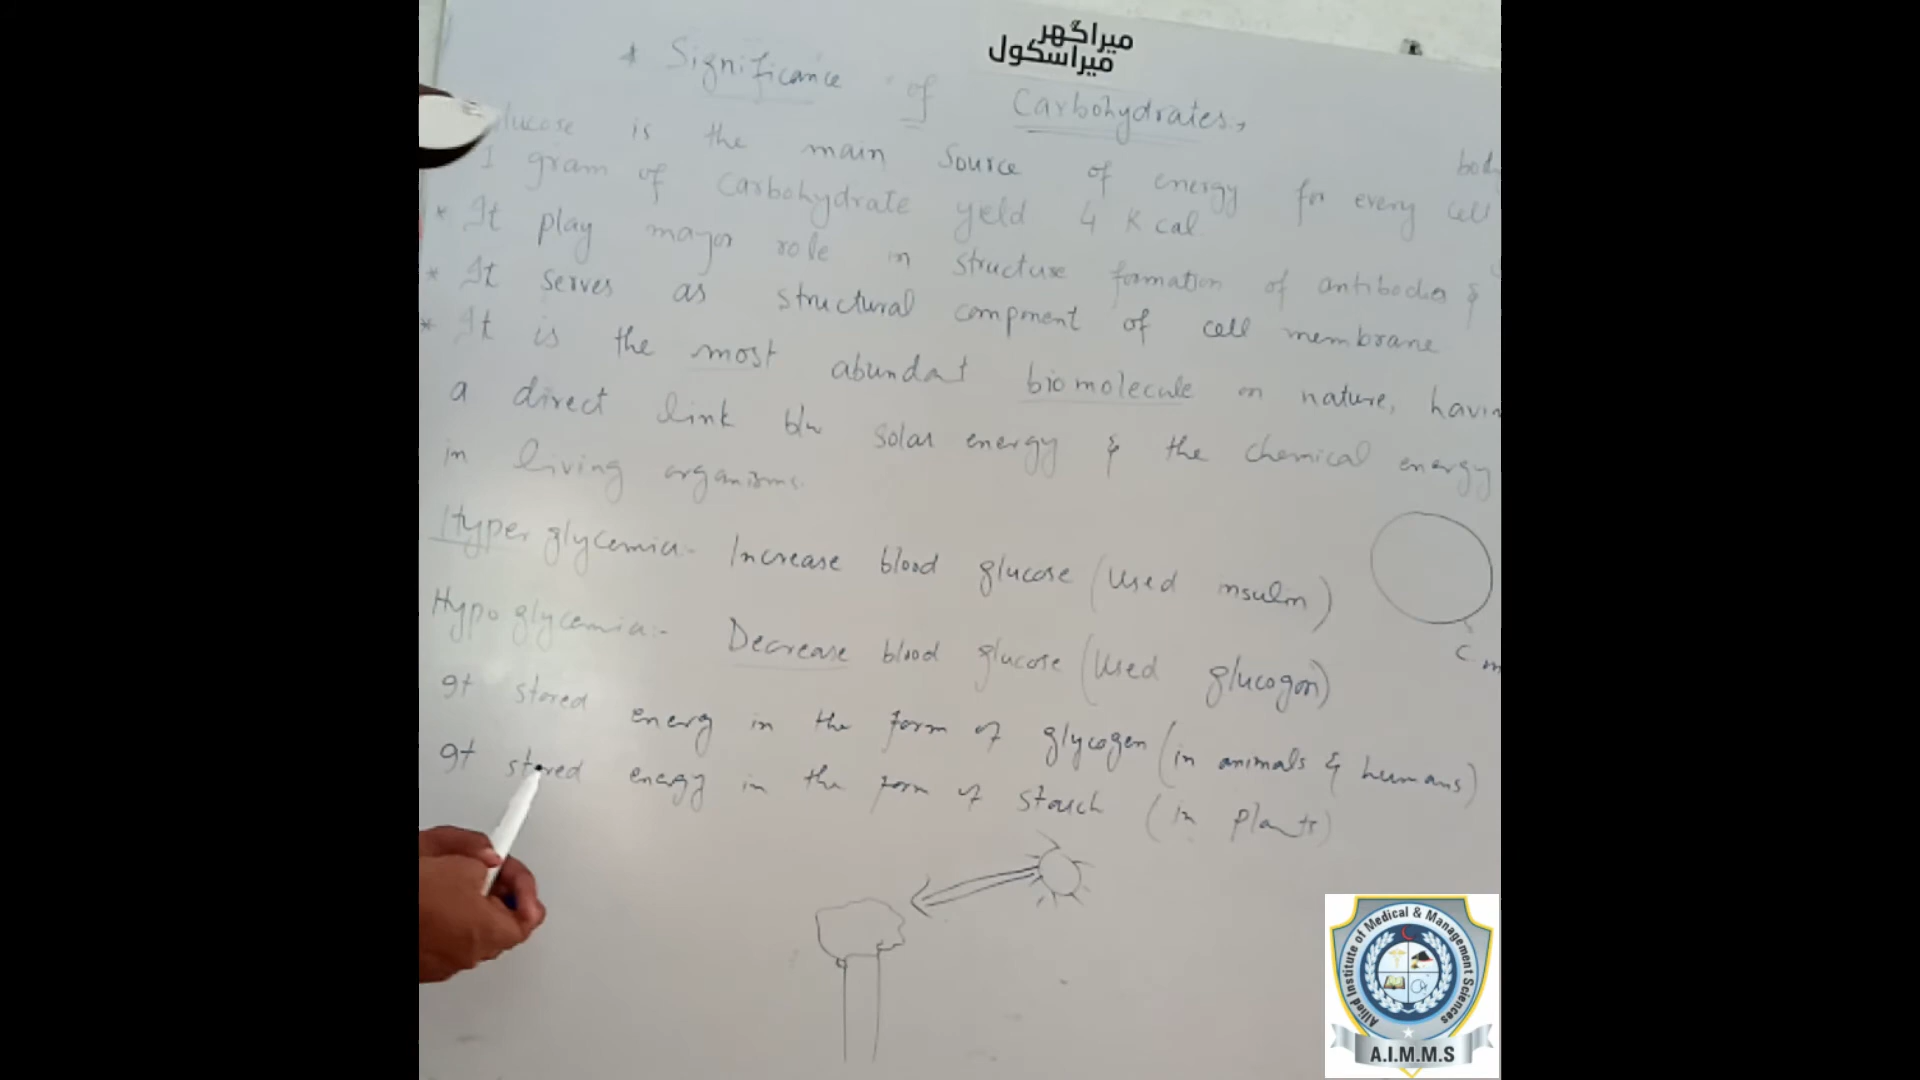 میراگھر
میراسکول
* Significance of Carbohydrates,
lucose is the main Source of energy for every cell
body
1 gram of Carbohydrate yeld 4 K cal.
* It play mayor role in structure formation of antibodies &
* It serves as structural component of cell membrane
* It is the most abundat biomolecule in nature, havin
a direct link b/w solar energy & the chemical energy
in living organisms.
Hyper glycemia:- Increase blood glucose (Used insulin)
Hypo glycemia:- Decrease blood glucose (Used glucogon)
It stored energ in the form of glycogen (in animals & humans)
It stored energy in the form of starch (in plants)
C m
Allied Institute of Medical & Management Sciences
A.I.M.M.S